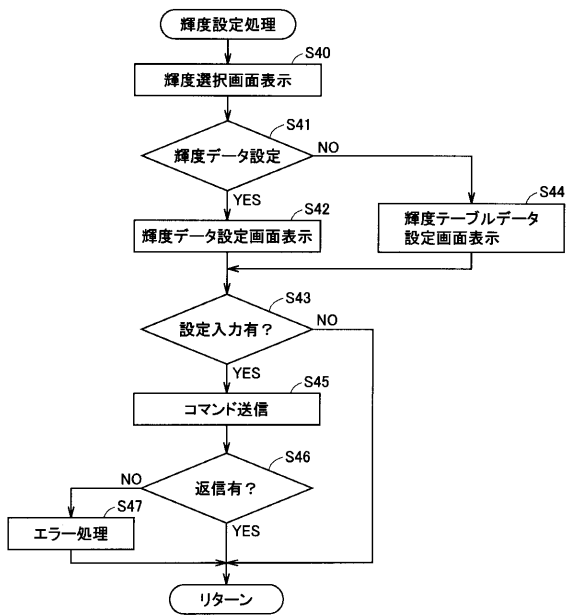 輝度設定処理
S40
輝度選択画面表示
S41
輝度データ設定
NO
YES
S42
輝度データ設定画面表示
S44
輝度テーブルデータ
設定画面表示
S43
設定入力有?
NO
YES
S45
コマンド送信
S46
返信有?
NO
YES
S47
エラー処理
リターン